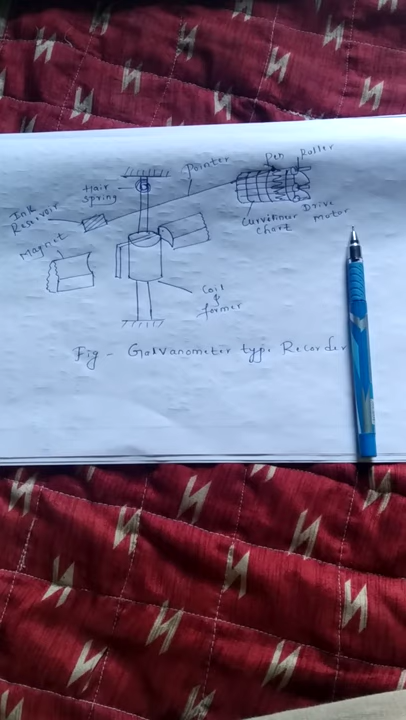 Pen Roller
Pointer
Hair
spring
Ink
Reservoir
Magnet
Curvilinear
chart
Drive
motor
Coil
&
former
Fig - Galvanometer type Recorder